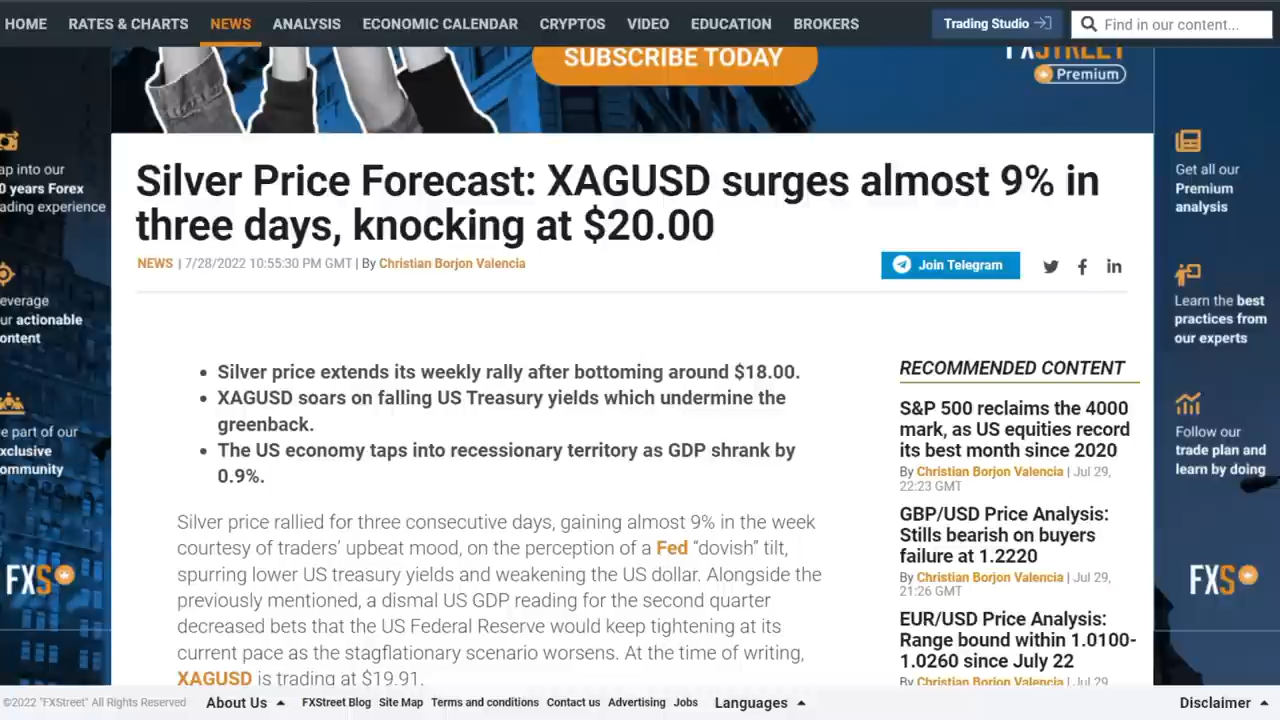 HOME RATES & CHARTS NEWS ANALYSIS ECONOMIC CALENDAR CRYPTOS VIDEO EDUCATION BROKERS Trading Studio Find in our content...
SUBSCRIBE TODAY
FXSTREET
Premium
ap into our
0 years Forex
ading experience
everage
ur actionable
ontent
e part of our
xclusive
ommunity
FXS
Silver Price Forecast: XAGUSD surges almost 9% in
three days, knocking at $20.00
NEWS | 7/28/2022 10:55:30 PM GMT | By Christian Borjon Valencia
Join Telegram
• Silver price extends its weekly rally after bottoming around $18.00.
• XAGUSD soars on falling US Treasury yields which undermine the
greenback.
• The US economy taps into recessionary territory as GDP shrank by
0.9%.
Silver price rallied for three consecutive days, gaining almost 9% in the week
courtesy of traders’ upbeat mood, on the perception of a Fed “dovish” tilt,
spurring lower US treasury yields and weakening the US dollar. Alongside the
previously mentioned, a dismal US GDP reading for the second quarter
decreased bets that the US Federal Reserve would keep tightening at its
current pace as the stagflationary scenario worsens. At the time of writing,
XAGUSD is trading at $19.91.
RECOMMENDED CONTENT
S&P 500 reclaims the 4000
mark, as US equities record
its best month since 2020
By Christian Borjon Valencia | Jul 29,
22:23 GMT
GBP/USD Price Analysis:
Stills bearish on buyers
failure at 1.2220
By Christian Borjon Valencia | Jul 29,
21:26 GMT
EUR/USD Price Analysis:
Range bound within 1.0100-
1.0260 since July 22
By Christian Borjon Valencia | Jul 29,
Get all our
Premium
analysis
Learn the best
practices from
our experts
Follow our
trade plan and
learn by doing
FXS
©2022 "FXStreet" All Rights Reserved About Us FXStreet Blog Site Map Terms and conditions Contact us Advertising Jobs Languages Disclaimer